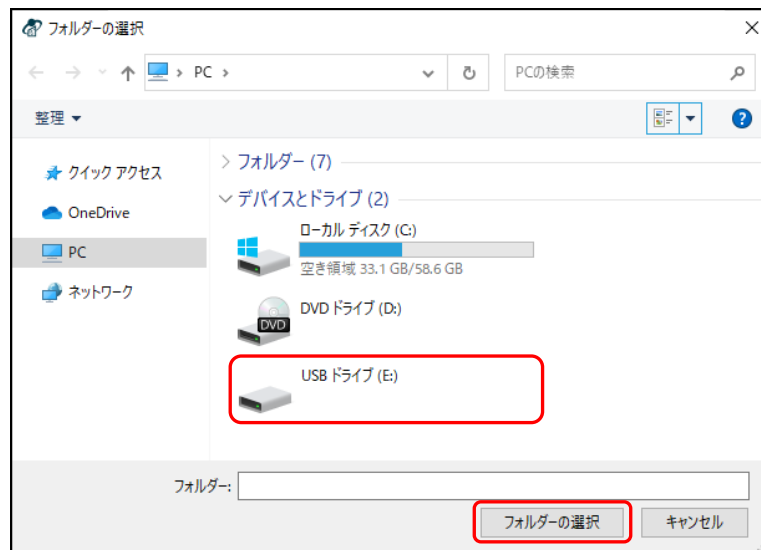 フォルダーの選択
PC
PCの検索
整理
クイック アクセス
OneDrive
PC
ネットワーク
フォルダー (7)
デバイスとドライブ (2)
ローカル ディスク (C:)
空き領域 33.1 GB/58.6 GB
DVD ドライブ (D:)
DVD
USB ドライブ (E:)
フォルダー:
フォルダーの選択
キャンセル